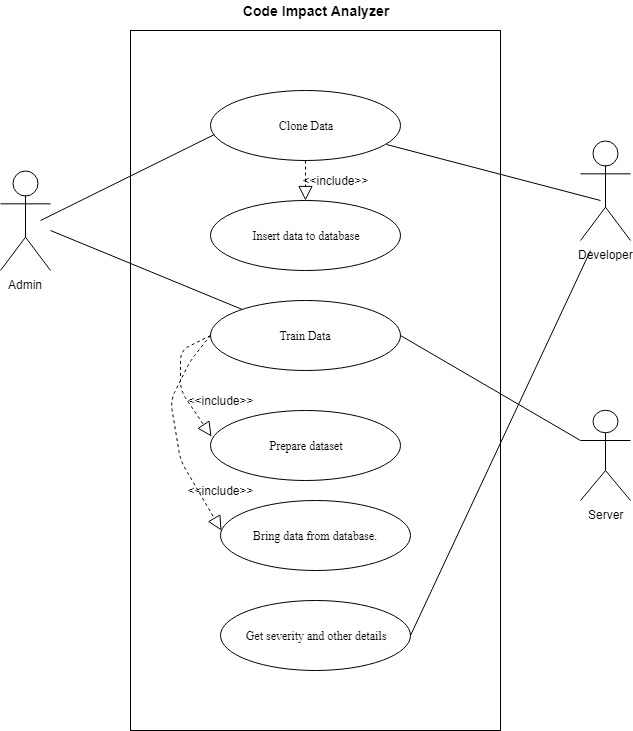 Code Impact Analyzer
Clone Data
<<include>>
Insert data to database
Admin
Developer
Train Data
<<include>>
Prepare dataset
<<include>>
Bring data from database.
Server
Get severity and other details